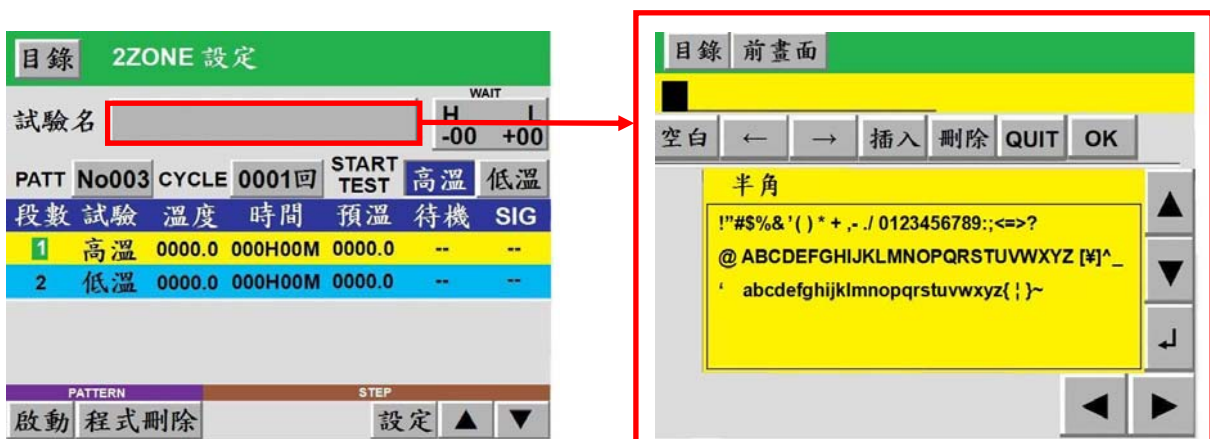 目錄 2ZONE 設定
試驗名
WAIT
H L
-00 +00
PATT No003 CYCLE 0001回 START TEST 高溫 低溫
段數 試驗 溫度 時間 預溫 待機 SIG
1 高溫 0000.0 000H00M 0000.0 -- --
2 低溫 0000.0 000H00M 0000.0 -- --
PATTERN STEP
啟動 程式刪除 設定 ▲ ▼
目錄 前畫面
空白 ← → 插入 刪除 QUIT OK
半角
!”#$%&’( ) * + ,- ./ 0123456789:;<=>?
@ ABCDEFGHIJKLMNOPQRSTUVWXYZ [¥]^_
‘ abcdefghijklmnopqrstuvwxyz{ ¦ }~
▲
▼
↲
◀ ▶